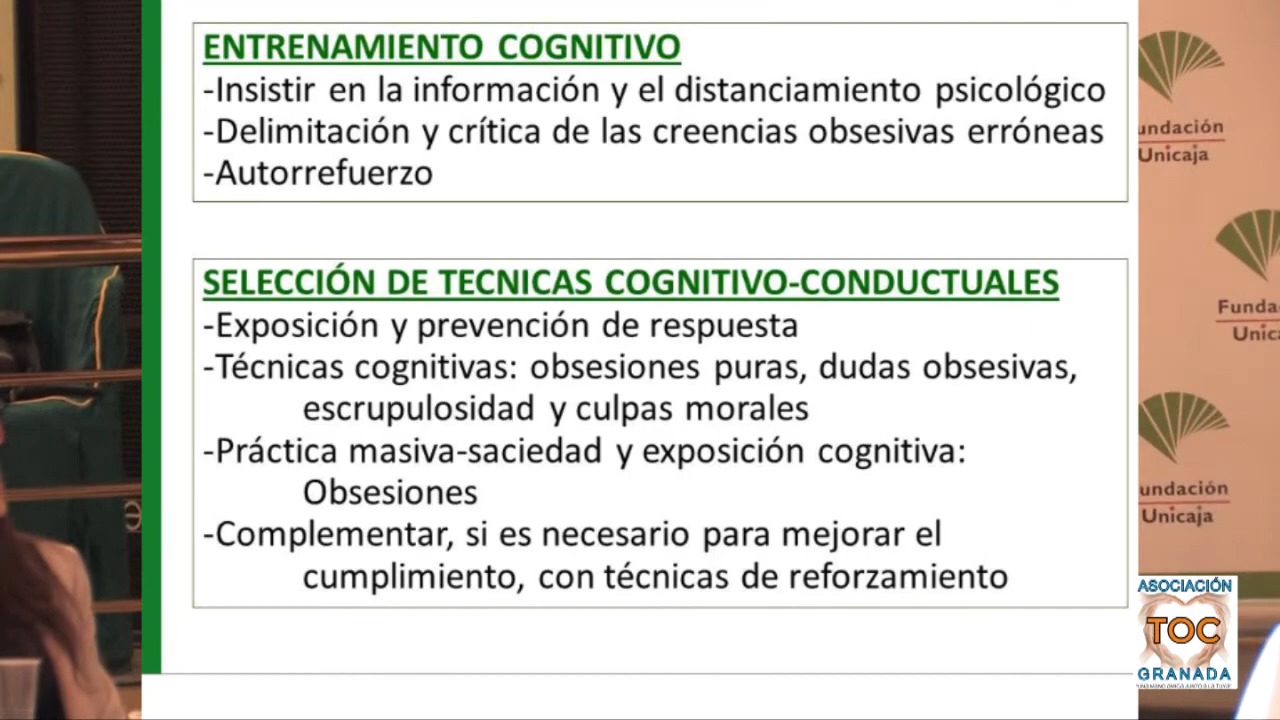 ENTRENAMIENTO COGNITIVO
-Insistir en la información y el distanciamiento psicológico
-Delimitación y crítica de las creencias obsesivas erróneas
-Autorrefuerzo
SELECCIÓN DE TECNICAS COGNITIVO-CONDUCTUALES
-Exposición y prevención de respuesta
-Técnicas cognitivas: obsesiones puras, dudas obsesivas,
escrupulosidad y culpas morales
-Práctica masiva-saciedad y exposición cognitiva:
Obsesiones
-Complementar, si es necesario para mejorar el
cumplimiento, con técnicas de reforzamiento
undación
Unicaja
Funda
Unic
undación
Unicaja
ASOCIACIÓN
TOC
GRANADA